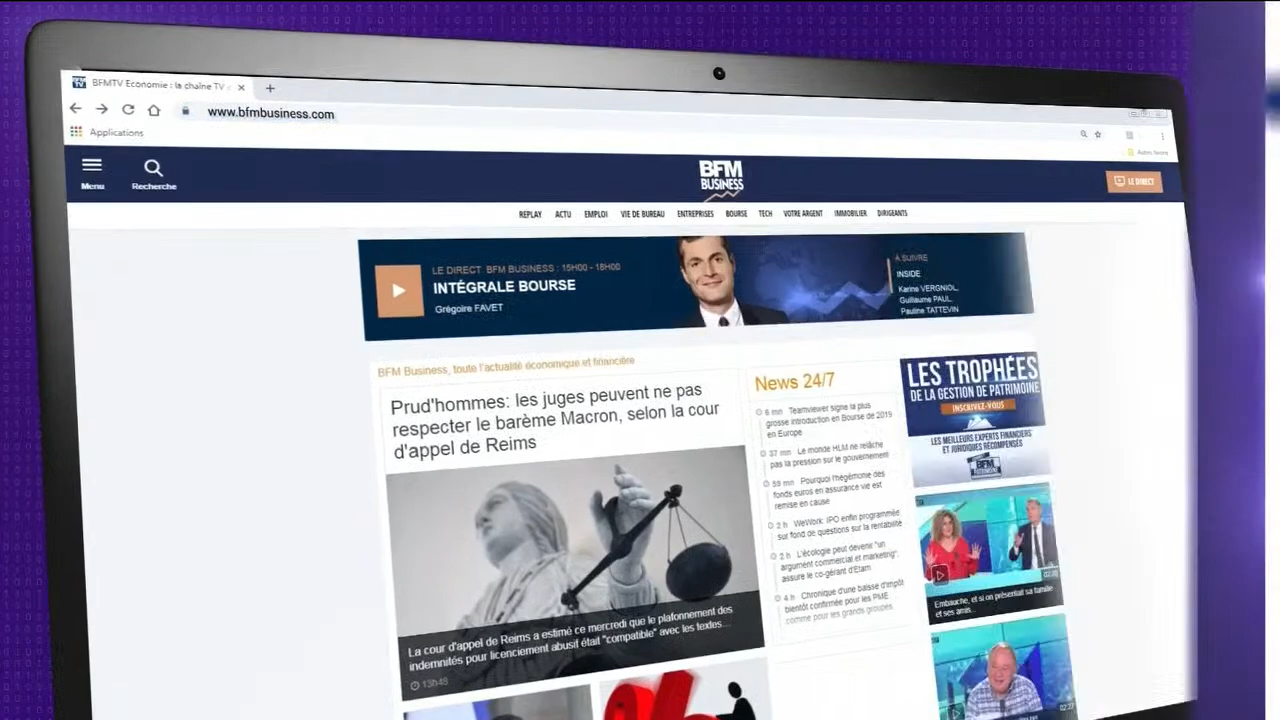 BFMTV Economie : la chaîne TV
www.bfmbusiness.com
Applications
Autres favoris
Menu
Recherche
BFM
BUSINESS
LE DIRECT
REPLAY ACTU EMPLOI VIE DE BUREAU ENTREPRISES BOURSE TECH VOTRE ARGENT IMMOBILIER DIRIGEANTS
LE DIRECT BFM BUSINESS : 15H00 - 18H00
INTÉGRALE BOURSE
Grégoire FAVET
À SUIVRE
INSIDE
Karine VERGNIOL,
Guillaume PAUL,
Pauline TATTEVIN
BFM Business, toute l'actualité économique et financière
Prud'hommes: les juges peuvent ne pas
respecter le barème Macron, selon la cour
d'appel de Reims
La cour d'appel de Reims a estimé ce mercredi que le plafonnement des
indemnités pour licenciement abusif était "compatible" avec les textes...
13h48
News 24/7
6 mn Teamviewer signe la plus
grosse introduction en Bourse de 2019
en Europe
37 mn Le monde HLM ne relâche
pas la pression sur le gouvernement
59 mn Pourquoi l'hégémonie des
fonds euros en assurance vie est
remise en cause
2 h WeWork: IPO enfin programmée
sur fond de questions sur la rentabilité
2 h L'écologie peut devenir "un
argument commercial et marketing",
assure le co-gérant d'Etam
4 h Chronique d'une baisse d'impôt
bientôt confirmée pour les PME
comme pour les grands groupes
LES TROPHÉES
DE LA GESTION DE PATRIMOINE
INSCRIVEZ-VOUS
LES MEILLEURS EXPERTS FINANCIERS
ET JURIDIQUES RÉCOMPENSÉS
BFM
PATRIMOINE
Embauche, et si on présentait sa famille
et ses amis...
%